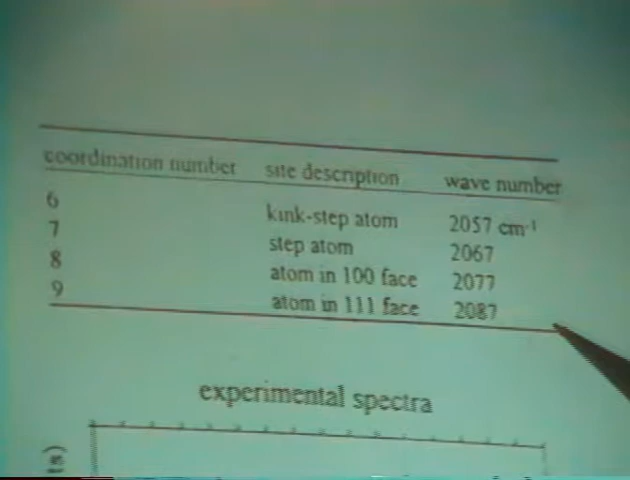 coordination number site description wave number
6 kink-step atom 2057 cm-1
7 step atom 2067
8 atom in 100 face 2077
9 atom in 111 face 2087
experimental spectra